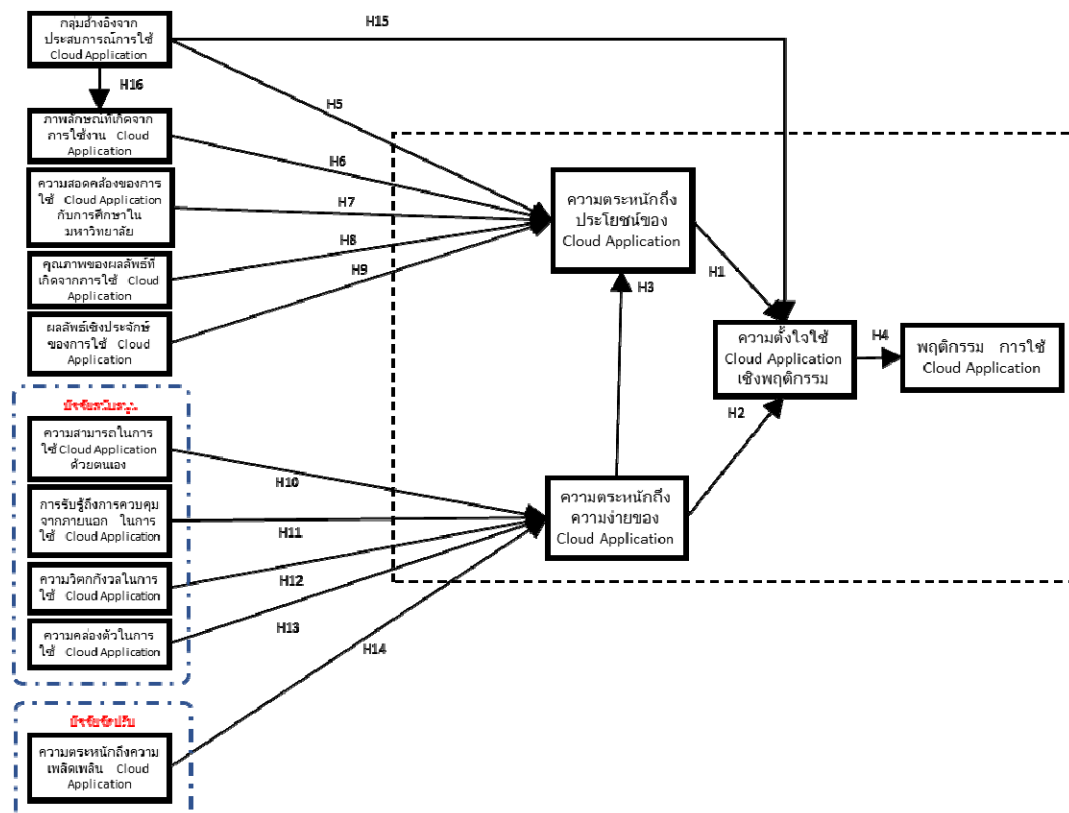 กลุ่มอ้างอิงจาก
ประสบการณ์การใช้
Cloud Application
H15
H16
H5
ภาพลักษณ์ที่เกิดจาก
การใช้งาน Cloud
Application
H6
ความสอดคล้องของการ
ใช้ Cloud Application
กับการศึกษาใน
มหาวิทยาลัย
H7
คุณภาพของผลลัพธ์ที่
เกิดจากการใช้ Cloud
Application
H8
H9
ผลลัพธ์เชิงประจักษ์
ของการใช้ Cloud
Application
ความตระหนักถึง
ประโยชน์ของ
Cloud Application
H1
H3
ความตั้งใจใช้
Cloud Application
เชิงพฤติกรรม
H4
พฤติกรรม การใช้
Cloud Application
H2
ปัจจัยสนับสนุน
ความสามารถในการ
ใช้ Cloud Application
ด้วยตนเอง
H10
การรับรู้ถึงการควบคุม
จากภายนอก ในการ
ใช้ Cloud Application
H11
ความวิตกกังวลในการ
ใช้ Cloud Application
H12
ความคล่องตัวในการ
ใช้ Cloud Application
H13
H14
ความตระหนักถึง
ความง่ายของ
Cloud Application
ความตระหนักถึงความ
เพลิดเพลิน Cloud
Application